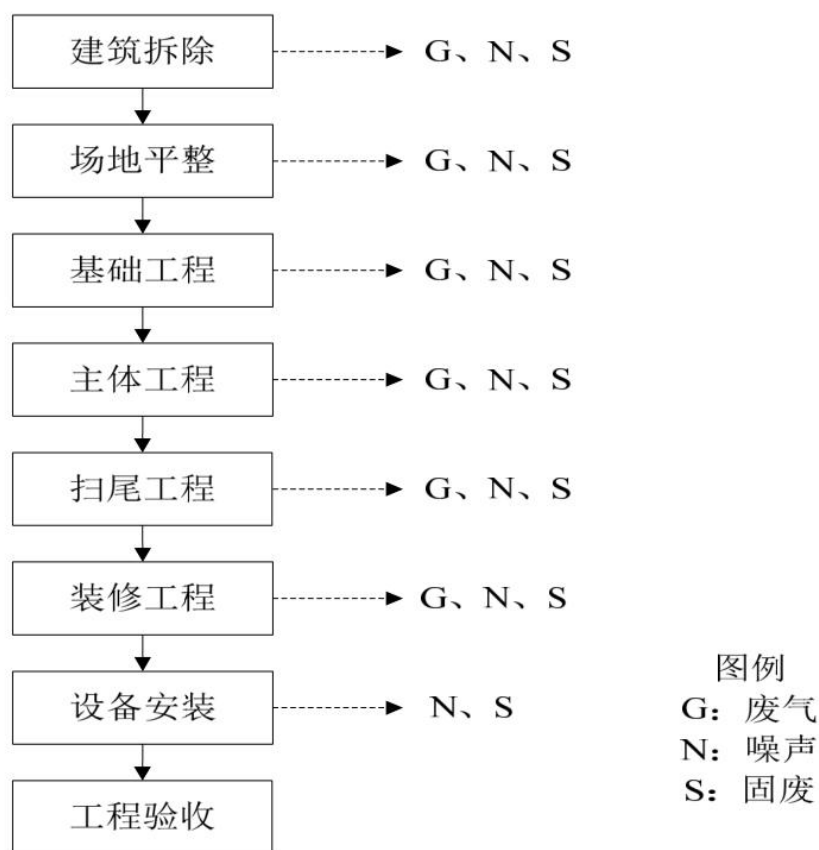 建筑拆除 G、N、S
场地平整 G、N、S
基础工程 G、N、S
主体工程 G、N、S
扫尾工程 G、N、S
装修工程 G、N、S
设备安装 N、S
工程验收
图例
G：废气
N：噪声
S：固废